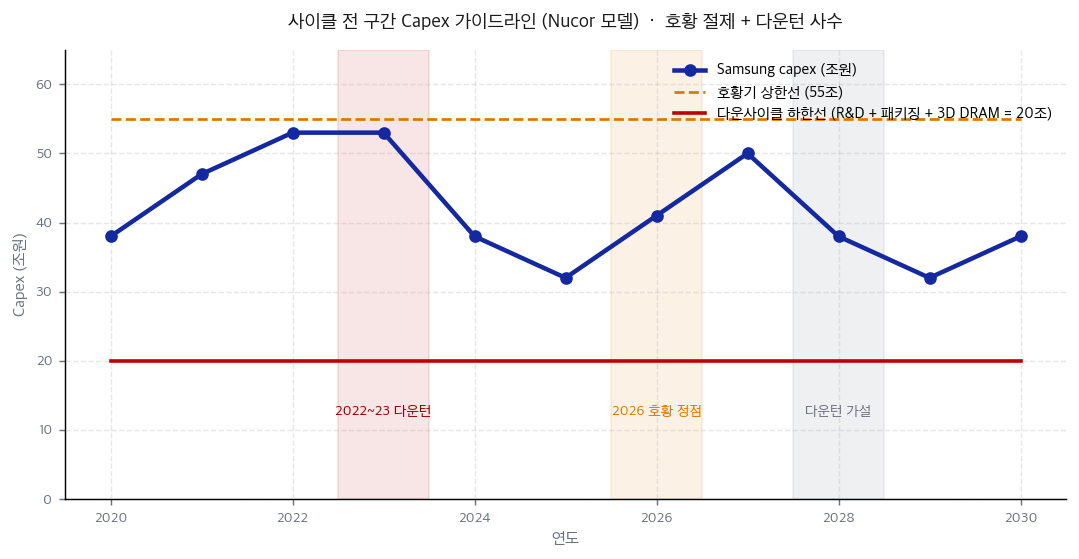 사이클 전 구간 Capex 가이드라인 (Nucor 모델) · 호황 절제 + 다운턴 사수
Samsung capex (조원)
호황기 상한선 (55조)
다운사이클 하한선 (R&D + 패키징 + 3D DRAM = 20조)
Capex (조원)
60
50
40
30
20
10
0
2022~23 다운턴
2026 호황 정점
다운턴 가설
2020
2022
2024
2026
2028
2030
연도